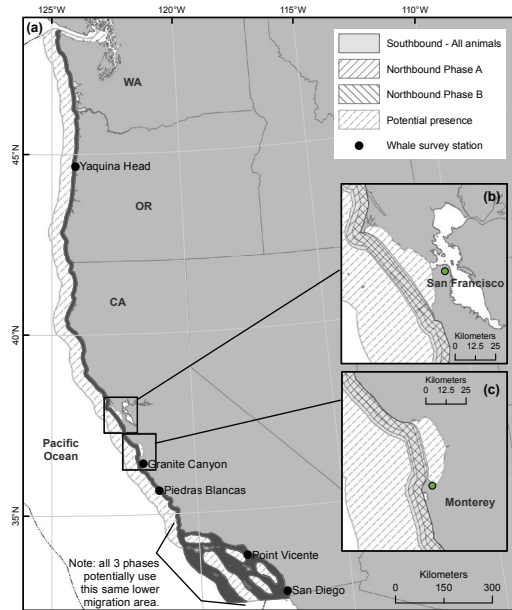 125°W
120°W
115°W
110°W
(a)
Southbound - All animals
Northbound Phase A
Northbound Phase B
Potential presence
Whale survey station
WA
45°N
Yaquina Head
OR
(b)
San Francisco
Kilometers
0 12.5 25
CA
40°N
(c)
Kilometers
0 12.5 25
Monterey
Pacific
Ocean
Granite Canyon
Piedras Blancas
35°N
Point Vicente
San Diego
Note: all 3 phases
potentially use
this same lower
migration area.
Kilometers
0 150 300
120°W
115°W